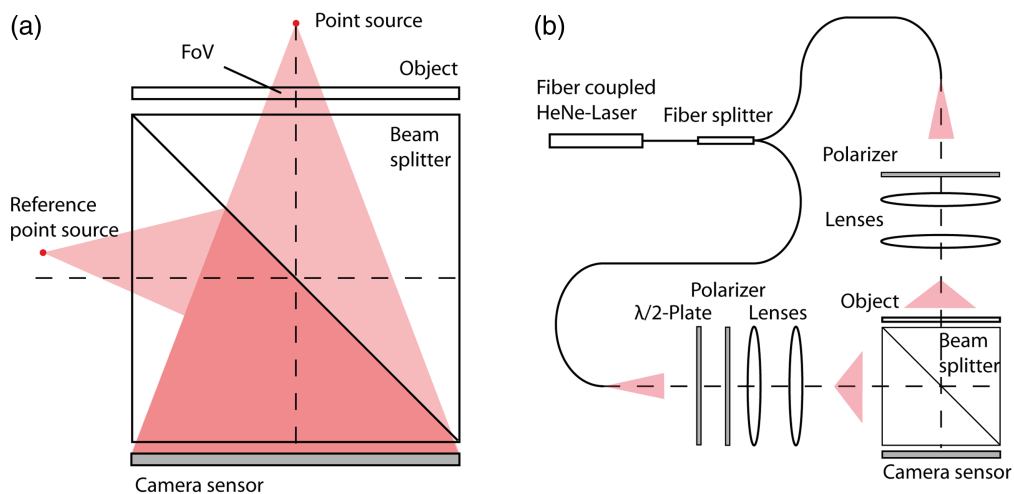 (a)
Point source
FoV
Object
Beam
splitter
Reference
point source
Camera sensor
(b)
Fiber coupled
HeNe-Laser
Fiber splitter
Polarizer
Lenses
Polarizer
λ/2-Plate
Lenses
Object
Beam
splitter
Camera sensor